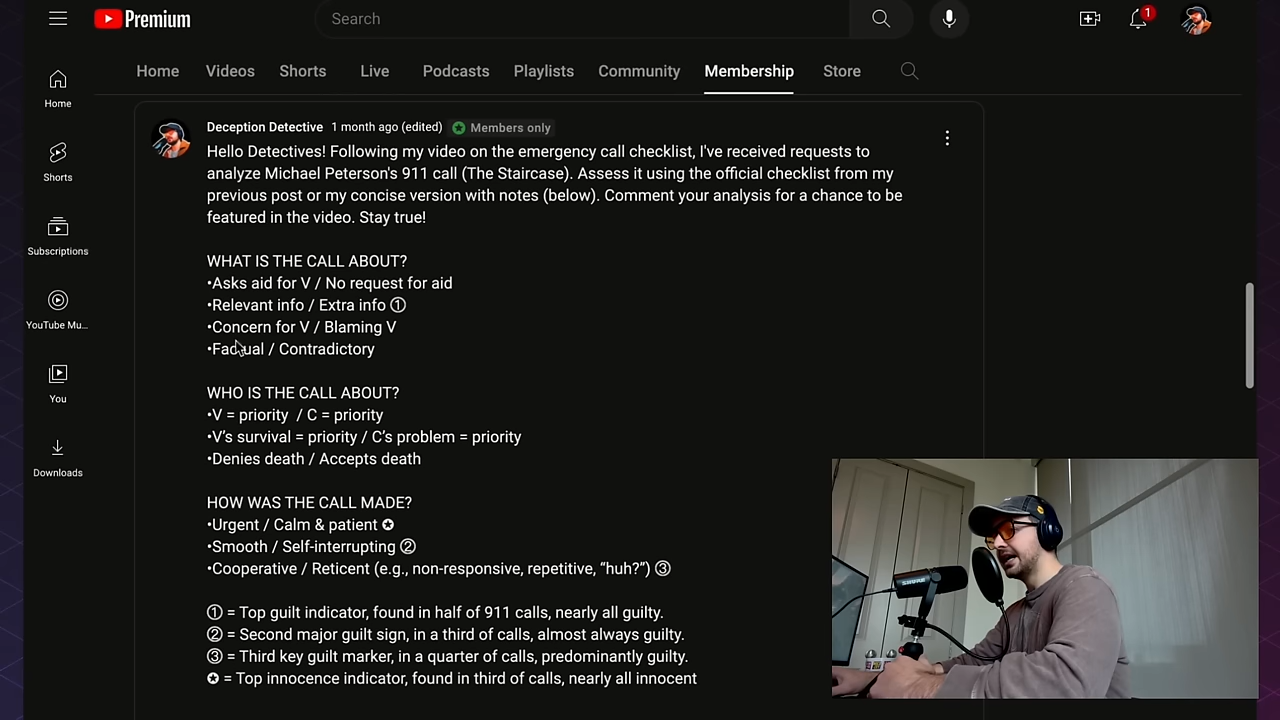 Premium
Search
1
Home
Videos
Shorts
Live
Podcasts
Playlists
Community
Membership
Store
Home
Shorts
Subscriptions
YouTube Mu...
You
Downloads
Deception Detective 1 month ago (edited) Members only
Hello Detectives! Following my video on the emergency call checklist, I've received requests to
analyze Michael Peterson's 911 call (The Staircase). Assess it using the official checklist from my
previous post or my concise version with notes (below). Comment your analysis for a chance to be
featured in the video. Stay true!
WHAT IS THE CALL ABOUT?
•Asks aid for V / No request for aid
•Relevant info / Extra info ①
•Concern for V / Blaming V
•Factual / Contradictory
WHO IS THE CALL ABOUT?
•V = priority / C = priority
•V's survival = priority / C's problem = priority
•Denies death / Accepts death
HOW WAS THE CALL MADE?
•Urgent / Calm & patient ✪
•Smooth / Self-interrupting ②
•Cooperative / Reticent (e.g., non-responsive, repetitive, “huh?”) ③
① = Top guilt indicator, found in half of 911 calls, nearly all guilty.
② = Second major guilt sign, in a third of calls, almost always guilty.
③ = Third key guilt marker, in a quarter of calls, predominantly guilty.
✪ = Top innocence indicator, found in third of calls, nearly all innocent
SHURE